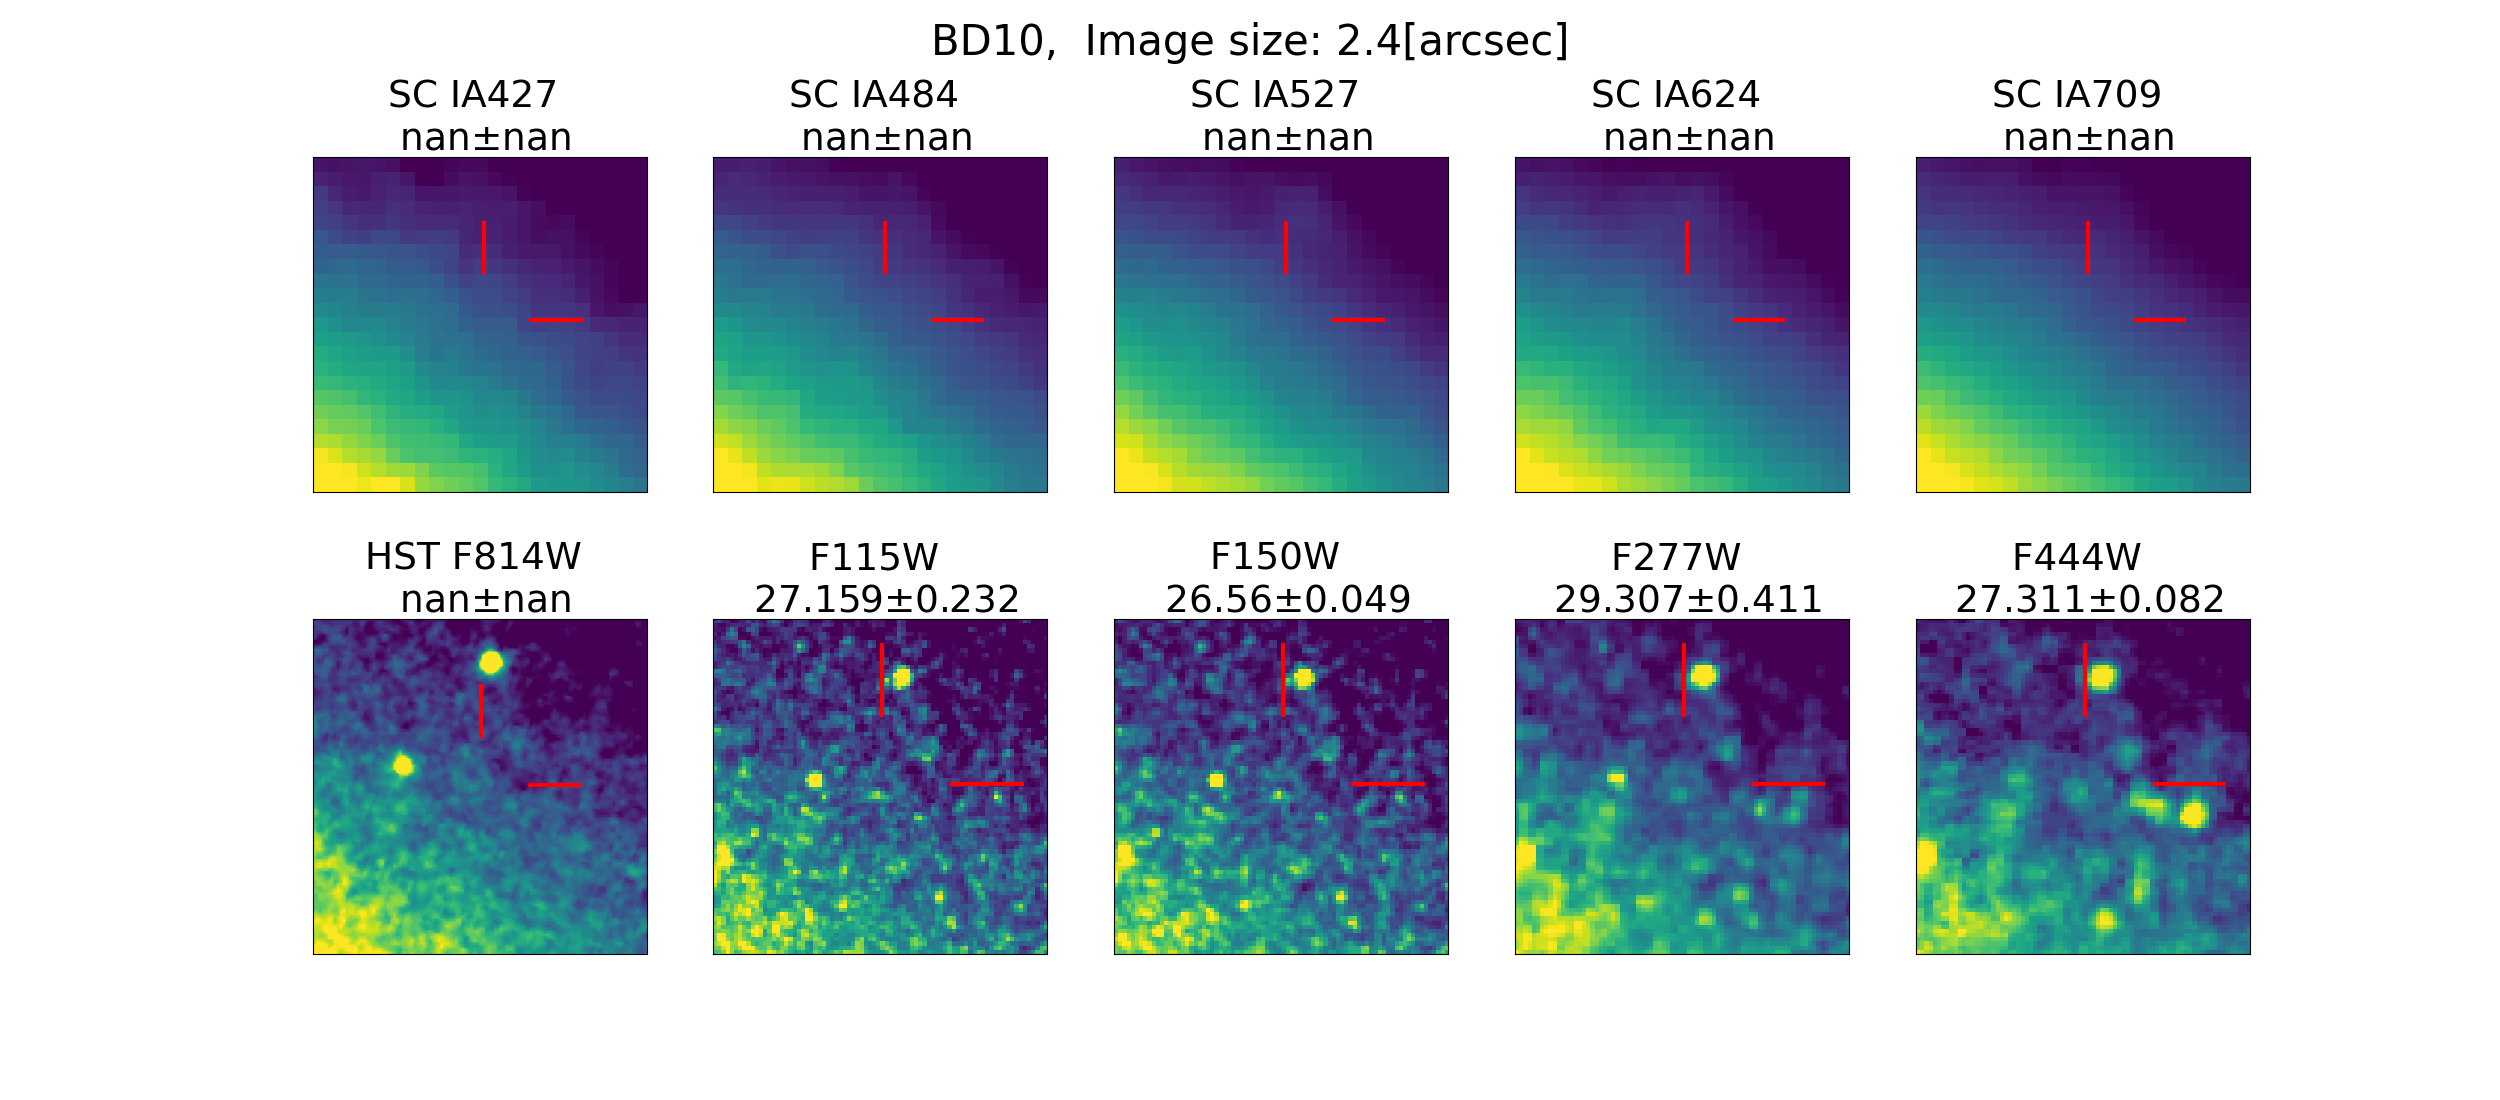 BD10,  Image size: 2.4[arcsec]
SC IA427
nan±nan
SC IA484
nan±nan
SC IA527
nan±nan
SC IA624
nan±nan
SC IA709
nan±nan
HST F814W
nan±nan
F115W
27.159±0.232
F150W
26.56±0.049
F277W
29.307±0.411
F444W
27.311±0.082